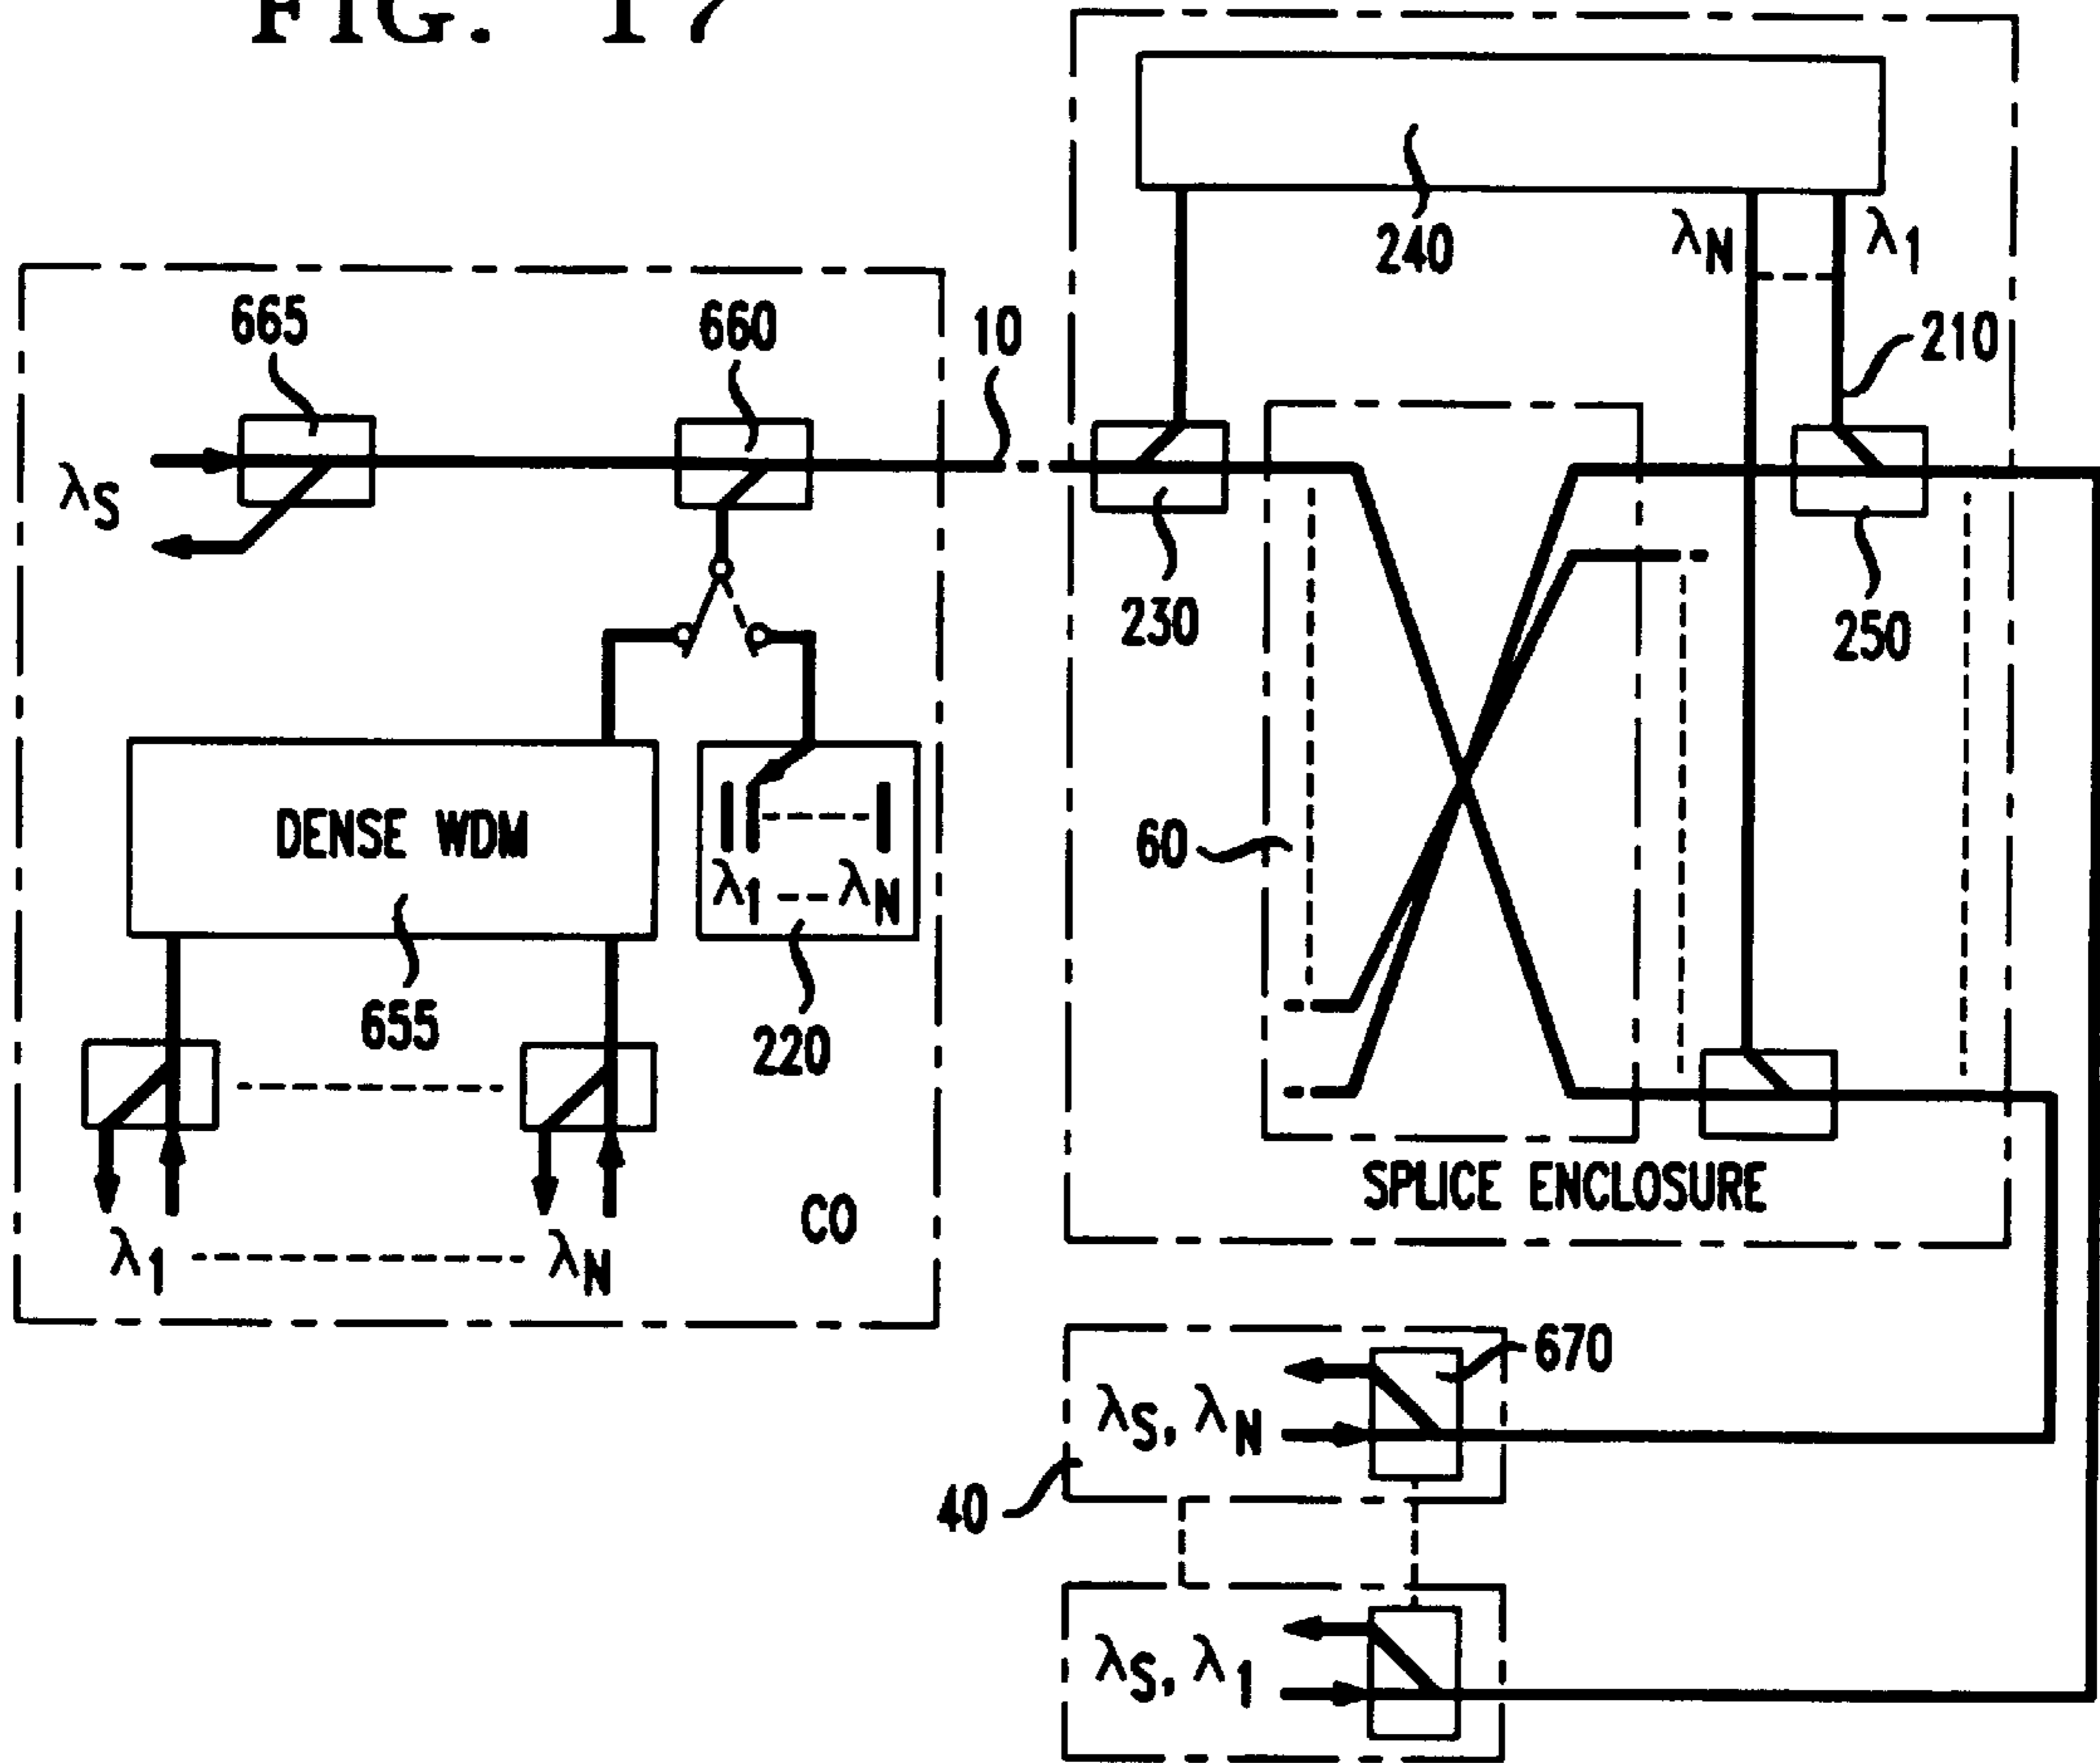 FIG. 17
240
λN
λ1
665
660
10
210
λS
230
250
DENSE WDM
60
λ1 -- λN
655
220
SPLICE ENCLOSURE
CO
λ1 ------------ λN
670
λS, λN
40
λS, λ1